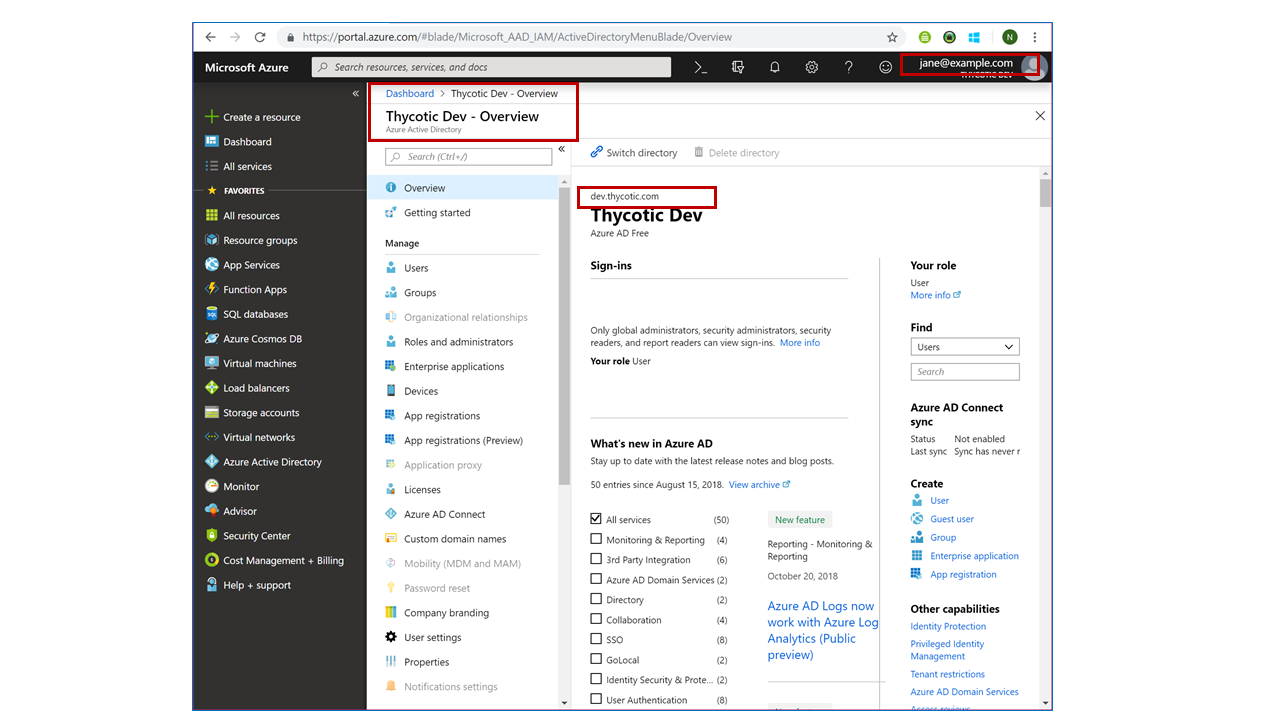 https://portal.azure.com/#blade/Microsoft_AAD_IAM/ActiveDirectoryMenuBlade/Overview
N
Microsoft Azure
Search resources, services, and docs
jane@example.com
THYCOTIC DEV
Create a resource
Dashboard
All services
FAVORITES
All resources
Resource groups
App Services
Function Apps
SQL databases
Azure Cosmos DB
Virtual machines
Load balancers
Storage accounts
Virtual networks
Azure Active Directory
Monitor
Advisor
Security Center
Cost Management + Billing
Help + support
Dashboard > Thycotic Dev - Overview
Thycotic Dev - Overview
Azure Active Directory
Search (Ctrl+/)
Overview
Getting started
Manage
Users
Groups
Organizational relationships
Roles and administrators
Enterprise applications
Devices
App registrations
App registrations (Preview)
Application proxy
Licenses
Azure AD Connect
Custom domain names
Mobility (MDM and MAM)
Password reset
Company branding
User settings
Properties
Notifications settings
Switch directory
Delete directory
dev.thycotic.com
Thycotic Dev
Azure AD Free
Sign-ins
Only global administrators, security administrators, security
readers, and report readers can view sign-ins. More info
Your role User
What's new in Azure AD
Stay up to date with the latest release notes and blog posts.
50 entries since August 15, 2018. View archive
All services (50)
Monitoring & Reporting (4)
3rd Party Integration (6)
Azure AD Domain Services (2)
Directory (2)
Collaboration (4)
SSO (8)
GoLocal (2)
Identity Security & Prote... (2)
User Authentication (8)
New feature
Reporting - Monitoring &
Reporting
October 20, 2018
Azure AD Logs now
work with Azure Log
Analytics (Public
preview)
Your role
User
More info
Find
Users
Search
Azure AD Connect
sync
Status Not enabled
Last sync Sync has never r
Create
User
Guest user
Group
Enterprise application
App registration
Other capabilities
Identity Protection
Privileged Identity
Management
Tenant restrictions
Azure AD Domain Services
Access reviews